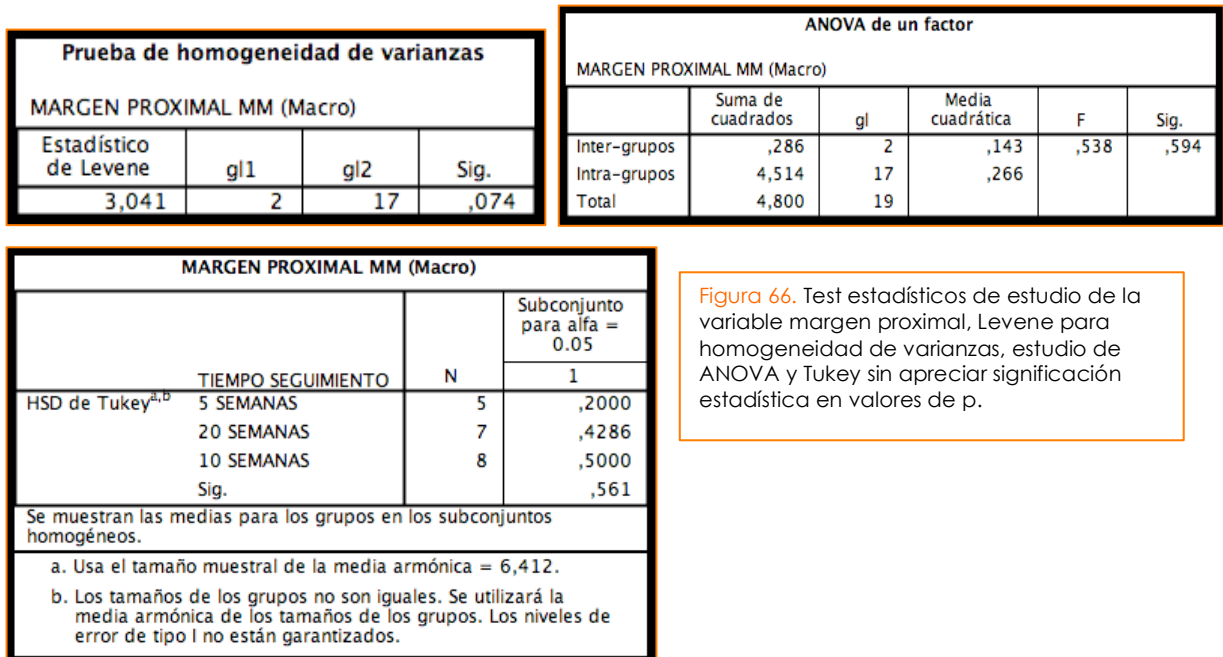 Prueba de homogeneidad de varianzas
MARGEN PROXIMAL MM (Macro)
Estadístico de Levene gl1 gl2 Sig.
3,041 2 17 ,074
ANOVA de un factor
MARGEN PROXIMAL MM (Macro)
Suma de cuadrados gl Media cuadrática F Sig.
Inter-grupos ,286 2 ,143 ,538 ,594
Intra-grupos 4,514 17 ,266
Total 4,800 19
MARGEN PROXIMAL MM (Macro)
Subconjunto para alfa = 0.05
TIEMPO SEGUIMIENTO N 1
HSD de Tukeya,b 5 SEMANAS 5 ,2000
20 SEMANAS 7 ,4286
10 SEMANAS 8 ,5000
Sig. ,561
Se muestran las medias para los grupos en los subconjuntos
homogéneos.
a. Usa el tamaño muestral de la media armónica = 6,412.
b. Los tamaños de los grupos no son iguales. Se utilizará la
media armónica de los tamaños de los grupos. Los niveles de
error de tipo I no están garantizados.
Figura 66. Test estadísticos de estudio de la
variable margen proximal, Levene para
homogeneidad de varianzas, estudio de
ANOVA y Tukey sin apreciar significación
estadística en valores de p.